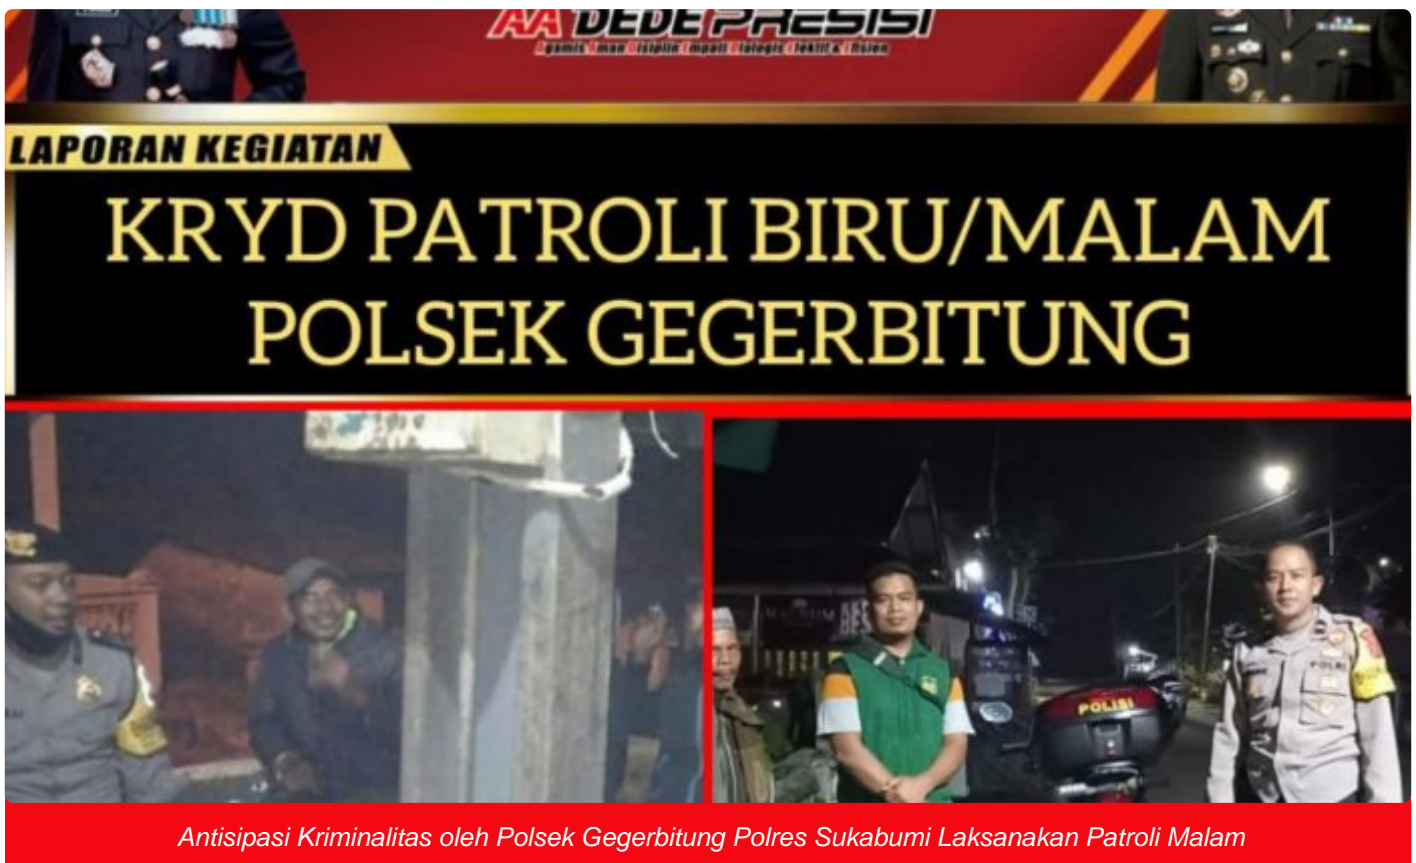 AA DEDE PRESISI
LAPORAN KEGIATAN
KRYD PATROLI BIRU/MALAM
POLSEK GEGERBITUNG
POLRI
POLISI
Antisipasi Kriminalitas oleh Polsek Gegerbitung Polres Sukabumi Laksanakan Patroli Malam